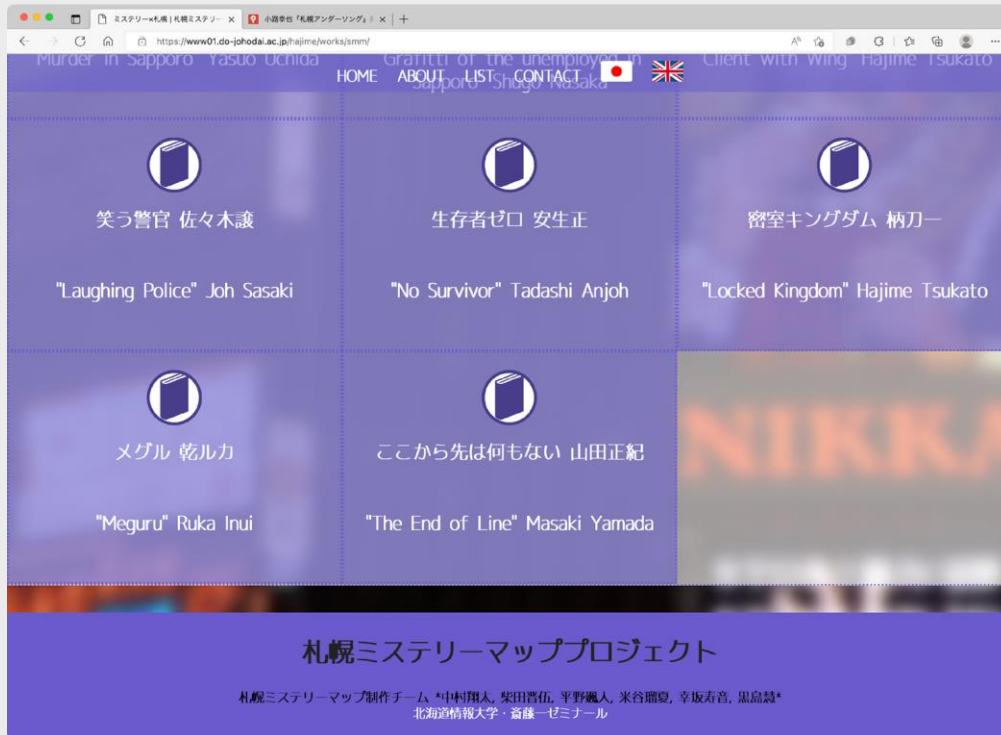 ミステリー×札幌 | 札幌ミステリー
小路幸也『札幌アンダーソング』
https://www01.do-johodai.ac.jp/hajime/works/smm/
Murder in Sapporo Yasuo Uchida
Grafitti of the unemployed in
Sapporo Shugo Nasaka
Client with Wing Hajime Tsukato
HOME ABOUT LIST CONTACT
笑う警官 佐々木譲
生存者ゼロ 安生正
密室キングダム 柄刀一
"Laughing Police" Joh Sasaki
"No Survivor" Tadashi Anjoh
"Locked Kingdom" Hajime Tsukato
メグル 乾ルカ
ここから先は何もない 山田正紀
"Meguru" Ruka Inui
"The End of Line" Masaki Yamada
NIKKA
札幌ミステリーマッププロジェクト
札幌ミステリーマップ制作チーム *中村翔太, 柴田晋伍, 平野颯人, 米谷瑠夏, 幸坂寿音, 黒島慧*
北海道情報大学・斎藤一ゼミナール